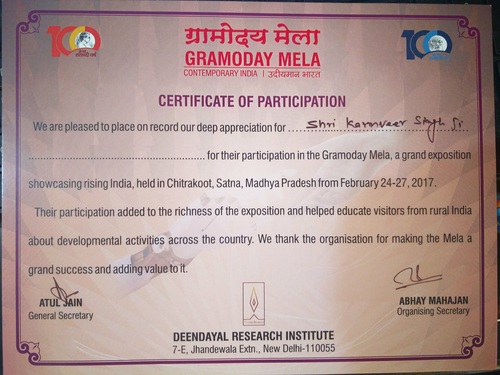 100
ग्रामोदय मेला
GRAMODAY MELA
CONTEMPORARY INDIA | उदीयमान भारत
100
CERTIFICATE OF PARTICIPATION
We are pleased to place on record our deep appreciation for Shri Karmveer Singh Ji
for their participation in the Gramoday Mela, a grand exposition
showcasing rising India, held in Chitrakoot, Satna, Madhya Pradesh from February 24-27, 2017.
Their participation added to the richness of the exposition and helped educate visitors from rural India
about developmental activities across the country. We thank the organisation for making the Mela a
grand success and adding value to it.
ATUL JAIN
General Secretary
ABHAY MAHAJAN
Organising Secretary
DEENDAYAL RESEARCH INSTITUTE
7-E, Jhandewala Extn., New Delhi-110055